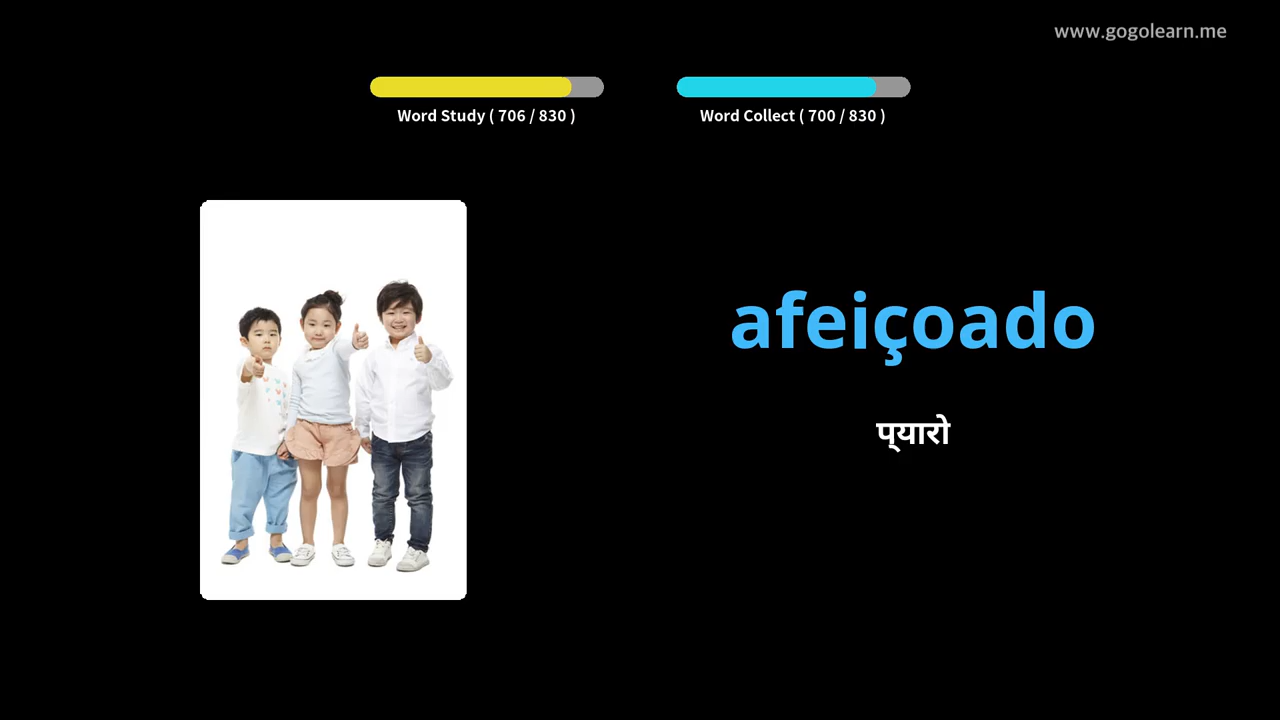 www.gogolearn.me
Word Study ( 706 / 830 )
Word Collect ( 700 / 830 )
afeiçoado
प्यारो